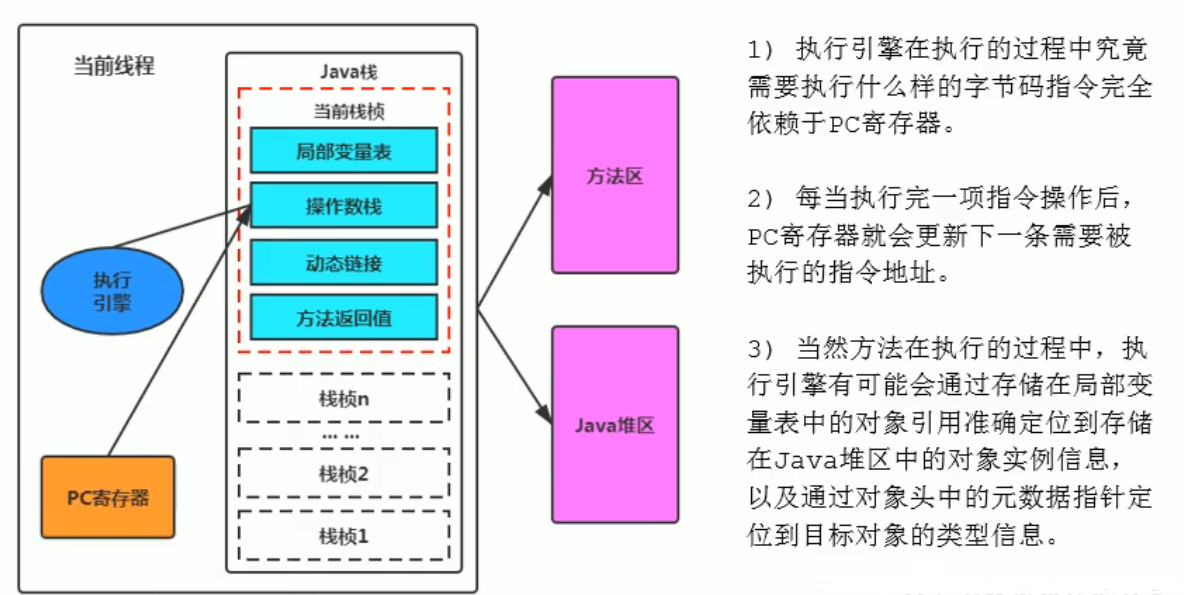 当前线程
Java栈
当前栈桢
局部变量表
操作数栈
动态链接
方法返回值
栈桢n
... ...
栈桢2
栈桢1
执行
引擎
PC寄存器
方法区
Java堆区
1) 执行引擎在执行的过程中究竟
需要执行什么样的字节码指令完全
依赖于PC寄存器。
2) 每当执行完一项指令操作后,
PC寄存器就会更新下一条需要被
执行的指令地址。
3) 当然方法在执行的过程中,执
行引擎有可能会通过存储在局部变
量表中的对象引用准确定位到存储
在Java堆区中的对象实例信息,
以及通过对象头中的元数据指针定
位到目标对象的类型信息。